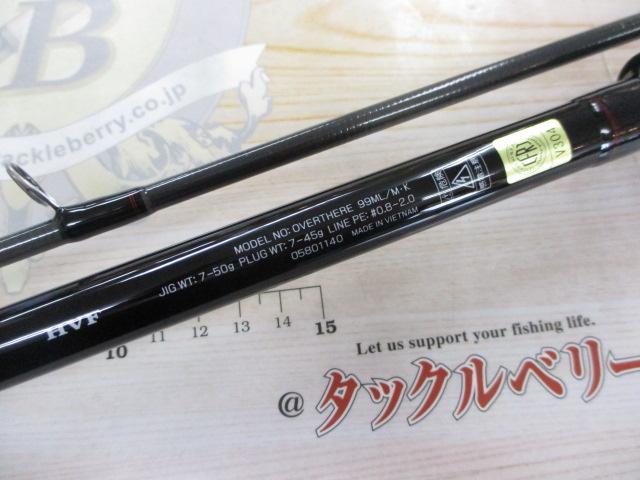 B
ackleberry.co.jp
V304
MODEL NO: OVERTHERE 99ML/M·K
JIG WT: 7-50g PLUG WT: 7-45g LINE PE: #0.8-2.0
05801140 MADE IN VIETNAM
HVF
10 11 12 13 14 15
Let us support your fishing life.
@ タックルベリー